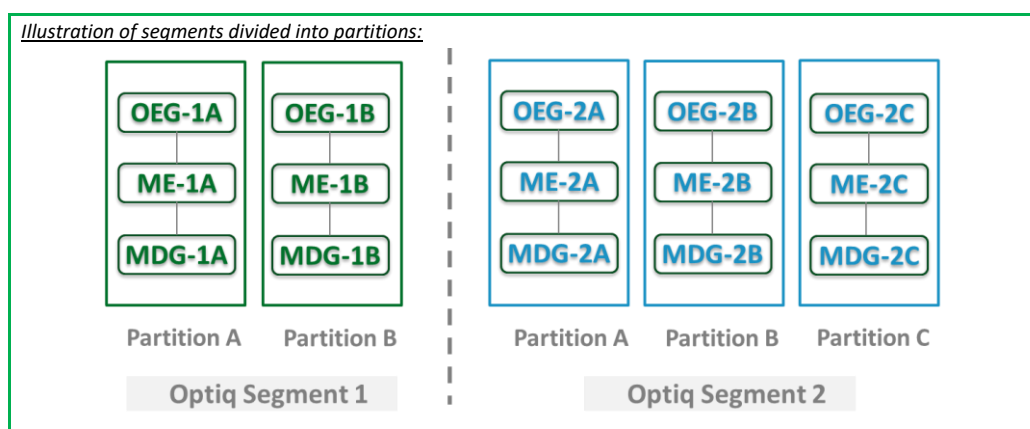 Illustration of segments divided into partitions:
OEG-1A
ME-1A
MDG-1A
Partition A
OEG-1B
ME-1B
MDG-1B
Partition B
Optiq Segment 1
OEG-2A
ME-2A
MDG-2A
Partition A
OEG-2B
ME-2B
MDG-2B
Partition B
OEG-2C
ME-2C
MDG-2C
Partition C
Optiq Segment 2